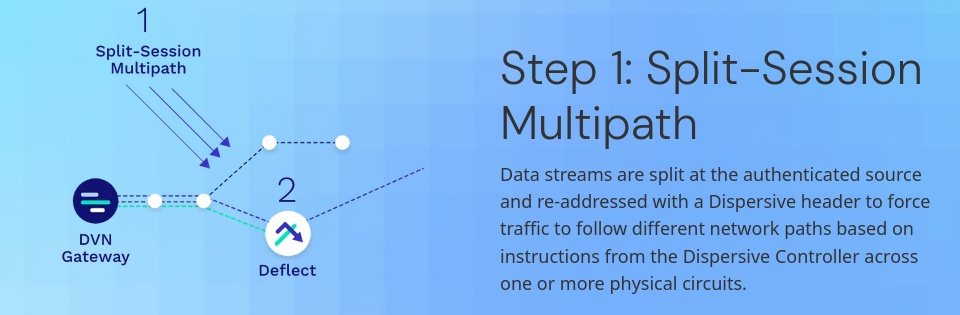 1
Split-Session
Multipath
2
DVN
Gateway
Deflect
Step 1: Split-Session
Multipath
Data streams are split at the authenticated source
and re-addressed with a Dispersive header to force
traffic to follow different network paths based on
instructions from the Dispersive Controller across
one or more physical circuits.